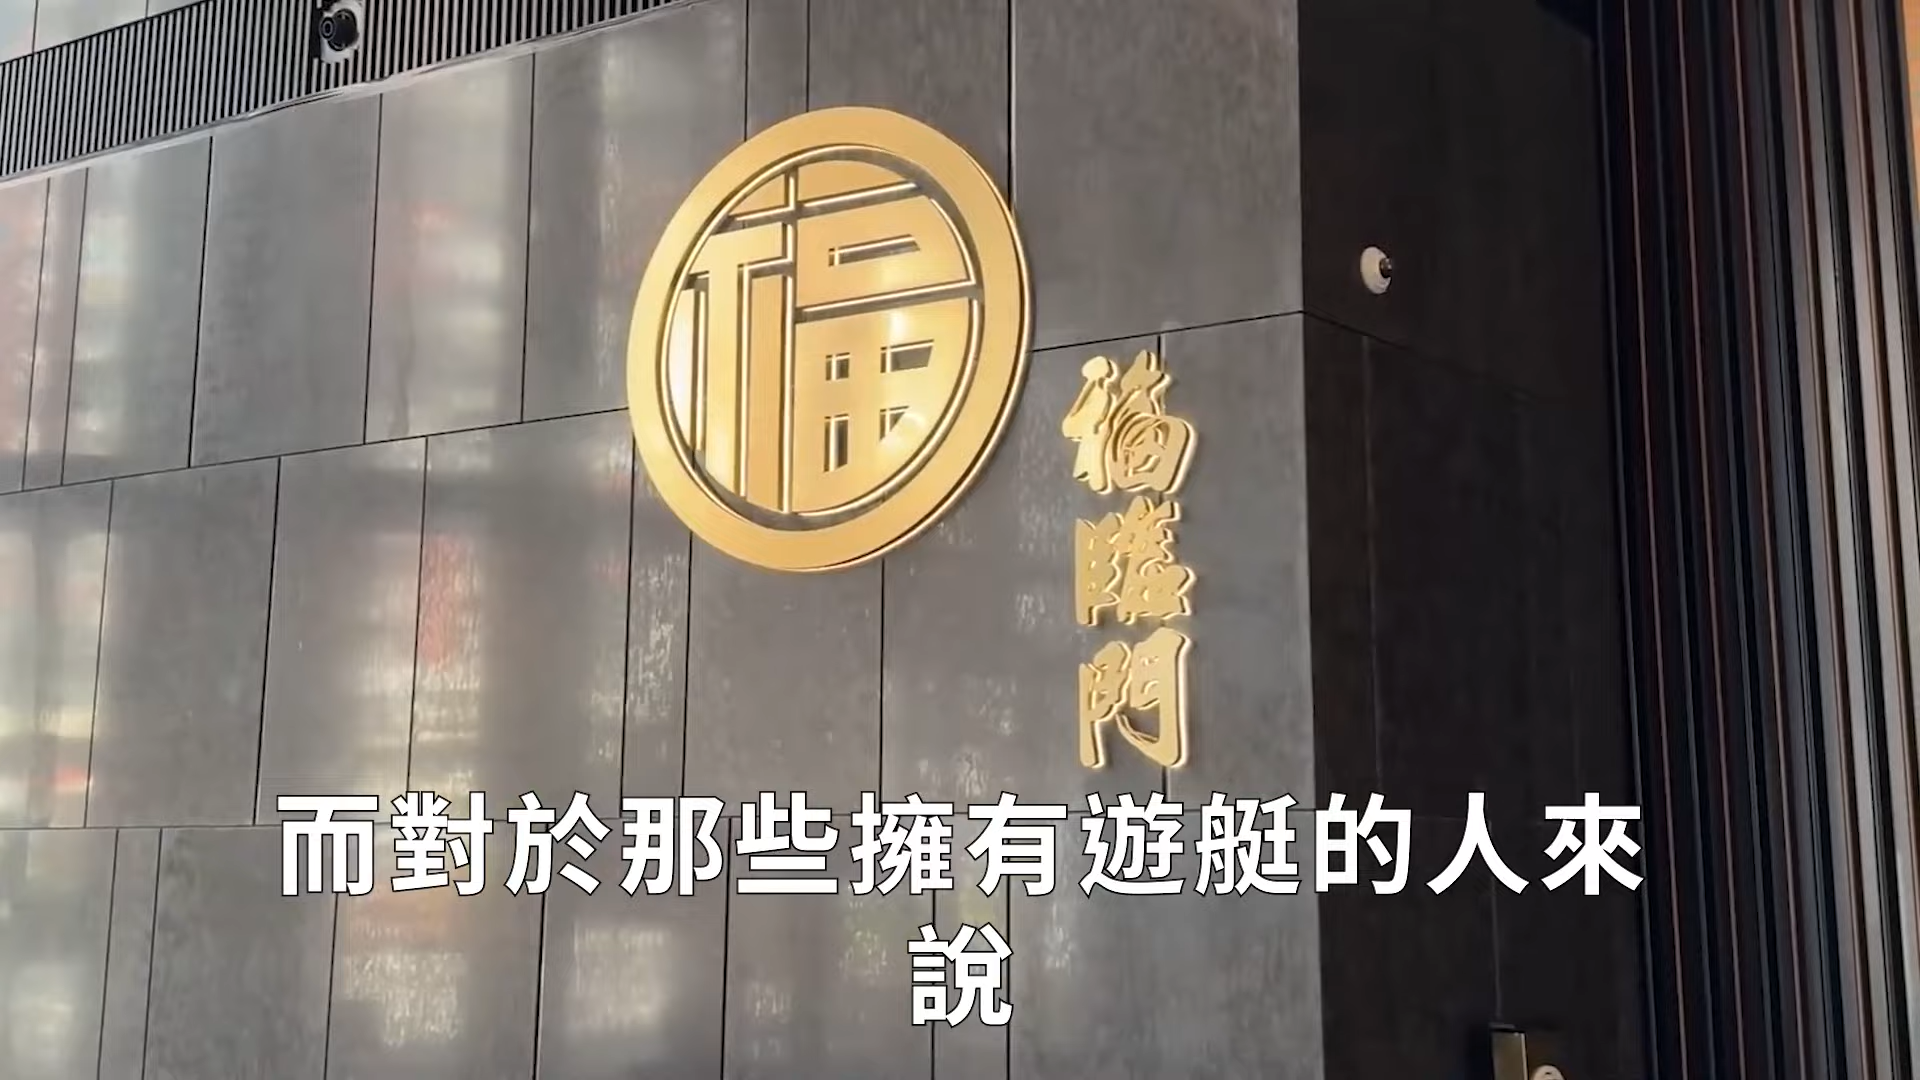 福
福臨門
而對於那些擁有遊艇的人來
說